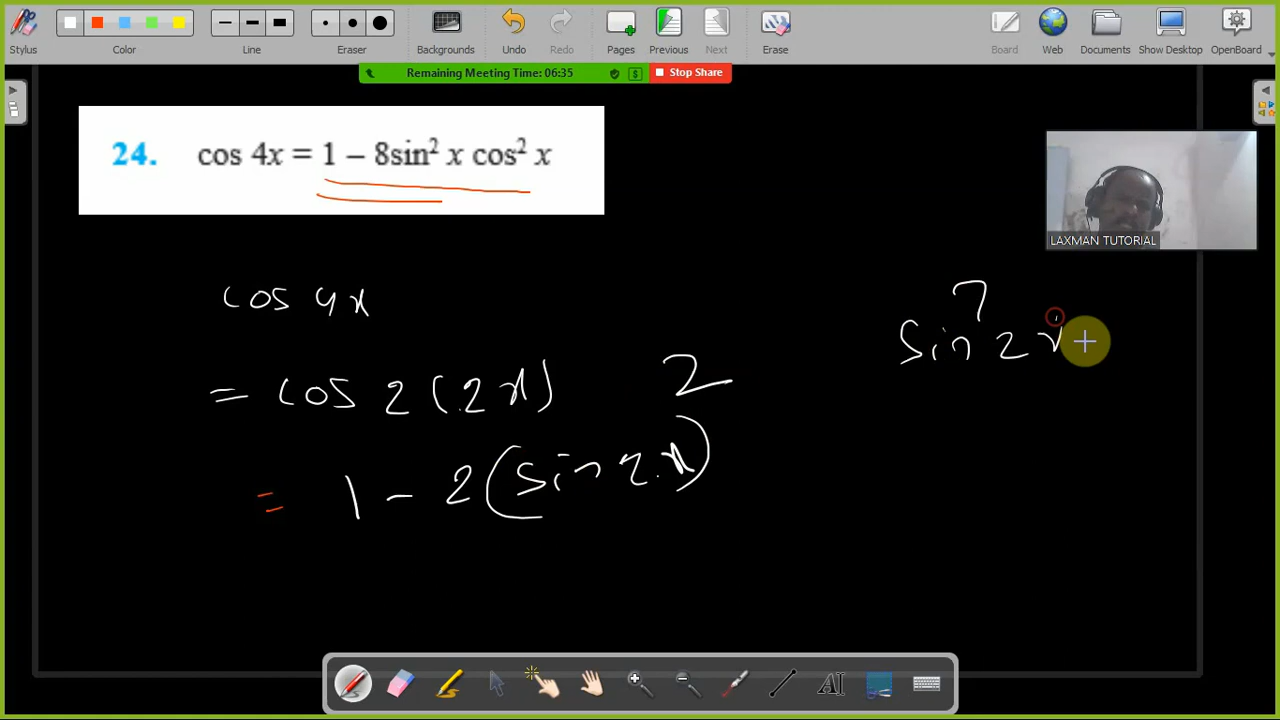 Stylus Color Line Eraser Backgrounds Undo Redo Pages Previous Next Erase Board Web Documents Show Desktop OpenBoard
Remaining Meeting Time: 06:35 $ Stop Share
24. cos 4x = 1 – 8sin² x cos² x
LAXMAN TUTORIAL
cos 4x
= cos 2(.2x)
= 1 - 2(sin 2.x)²
sin 2x
AI